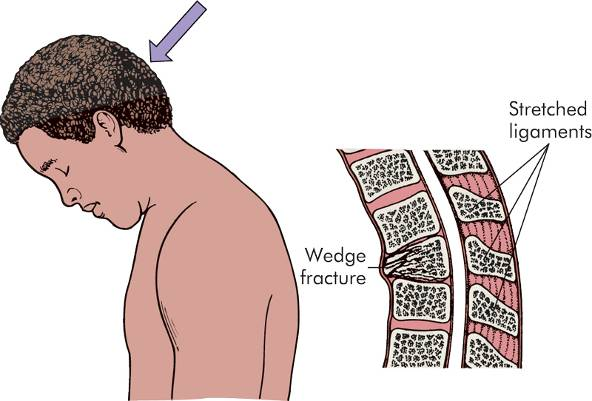 Stretched
ligaments
Wedge
fracture